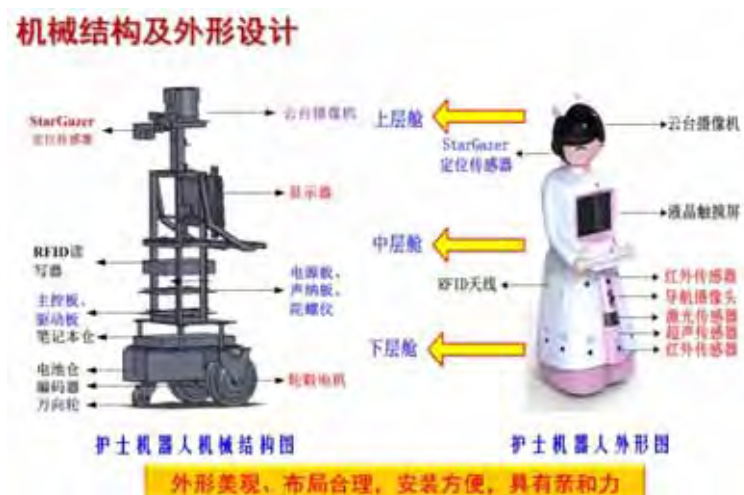 机械结构及外形设计
StarGazer
定位传感器
云台摄像机
显示器
RFID读
写器
电源板、
声纳板、
陀螺仪
主控板、
驱动板
笔记本仓
电池仓
编码器
万向轮
轮毂电机
护士机器人机械结构图
上层舱
中层舱
下层舱
云台摄像机
StarGazer
定位传感器
液晶触摸屏
RFID天线
红外传感器
导航摄像头
激光传感器
超声传感器
红外传感器
护士机器人外形图
外形美观、布局合理，安装方便，具有亲和力